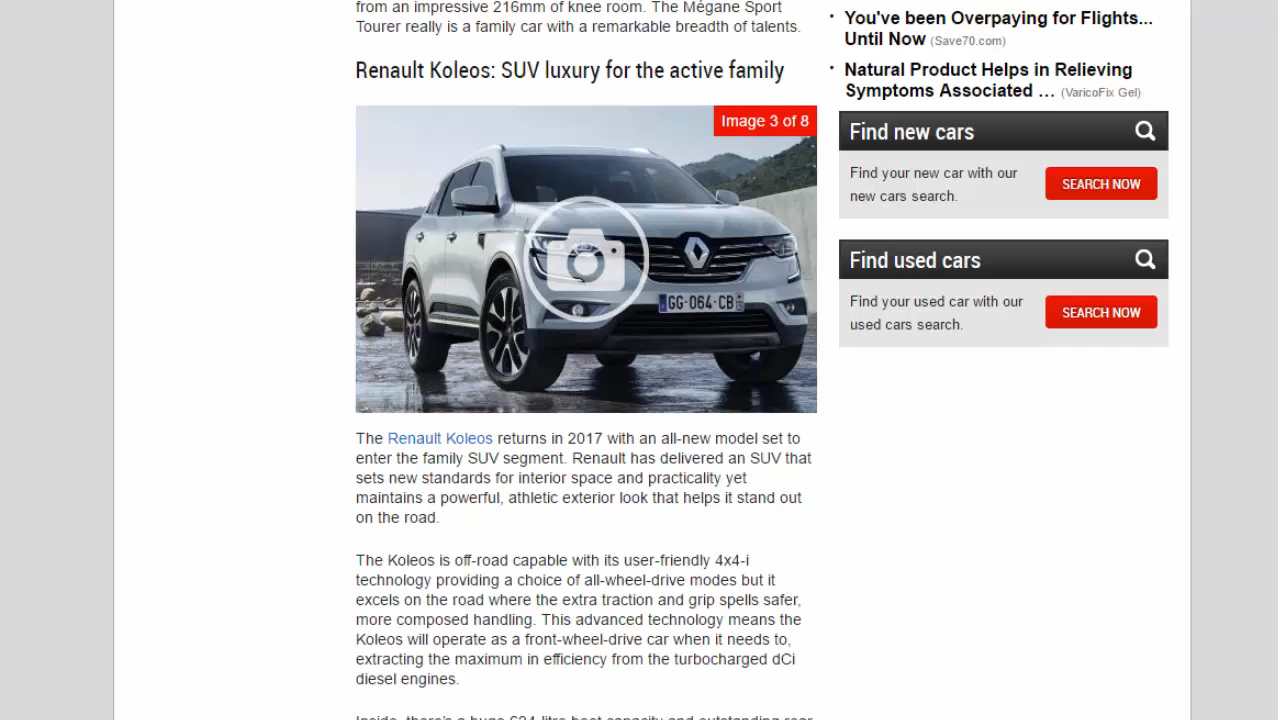 from an impressive 216mm of knee room. The Mégane Sport
Tourer really is a family car with a remarkable breadth of talents.
Renault Koleos: SUV luxury for the active family
Image 3 of 8
GG-064-CB
The Renault Koleos returns in 2017 with an all-new model set to
enter the family SUV segment. Renault has delivered an SUV that
sets new standards for interior space and practicality yet
maintains a powerful, athletic exterior look that helps it stand out
on the road.
The Koleos is off-road capable with its user-friendly 4x4-i
technology providing a choice of all-wheel-drive modes but it
excels on the road where the extra traction and grip spells safer,
more composed handling. This advanced technology means the
Koleos will operate as a front-wheel-drive car when it needs to,
extracting the maximum in efficiency from the turbocharged dCi
diesel engines.
Inside, there's a huge 624-litre boot capacity and outstanding rear
You've been Overpaying for Flights...
Until Now (Save70.com)
Natural Product Helps in Relieving
Symptoms Associated … (VaricoFix Gel)
Find new cars
Find your new car with our
new cars search.
SEARCH NOW
Find used cars
Find your used car with our
used cars search.
SEARCH NOW